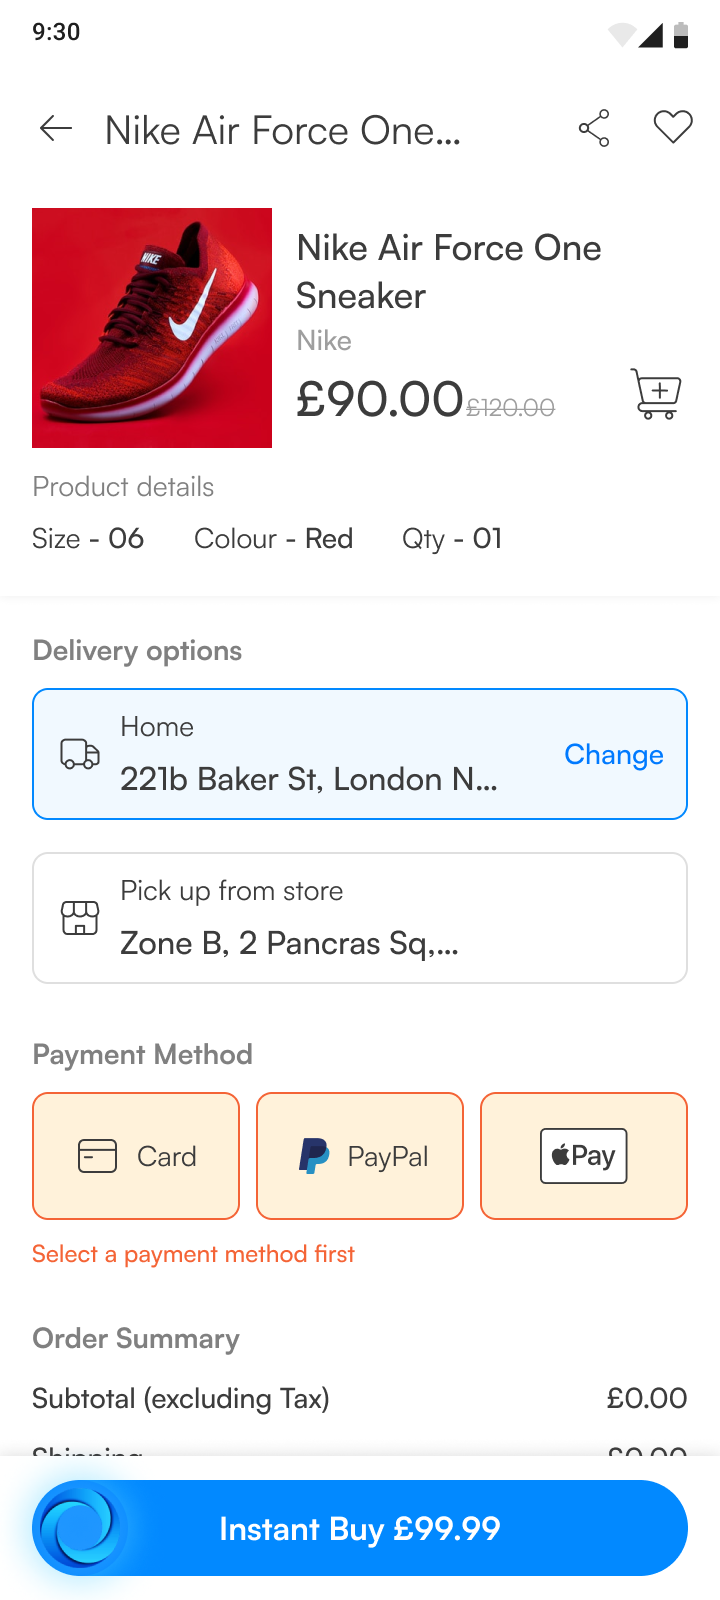 9:30
Nike Air Force One...
NIKE
Nike Air Force One
Sneaker
Nike
£90.00 £120.00
Product details
Size - 06 Colour - Red Qty - 01
Delivery options
Home
221b Baker St, London N...
Change
Pick up from store
Zone B, 2 Pancras Sq,...
Payment Method
Card
PayPal
Pay
Select a payment method first
Order Summary
Subtotal (excluding Tax) £0.00
Shipping £0.00
Instant Buy £99.99